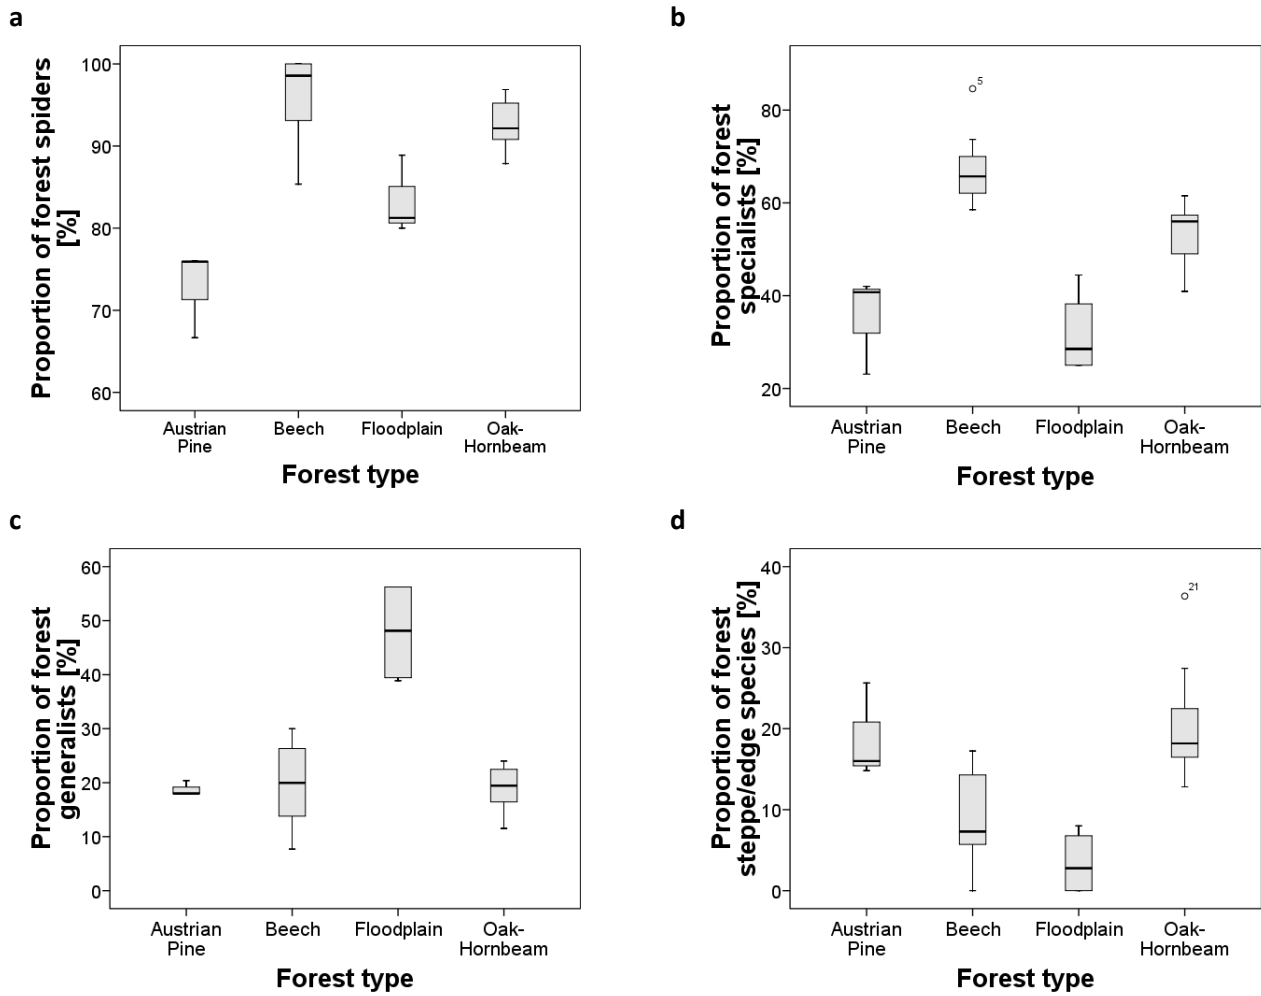 a
Proportion of forest spiders
[%]
100
90
80
70
60
Austrian
Pine
Beech
Floodplain
Oak-
Hornbeam
Forest type
b
Proportion of forest
specialists [%]
80
60
40
20
5
Austrian
Pine
Beech
Floodplain
Oak-
Hornbeam
Forest type
c
Proportion of forest
generalists [%]
60
50
40
30
20
10
0
Austrian
Pine
Beech
Floodplain
Oak-
Hornbeam
Forest type
d
Proportion of forest
steppe/edge species [%]
40
30
20
10
0
21
Austrian
Pine
Beech
Floodplain
Oak-
Hornbeam
Forest type